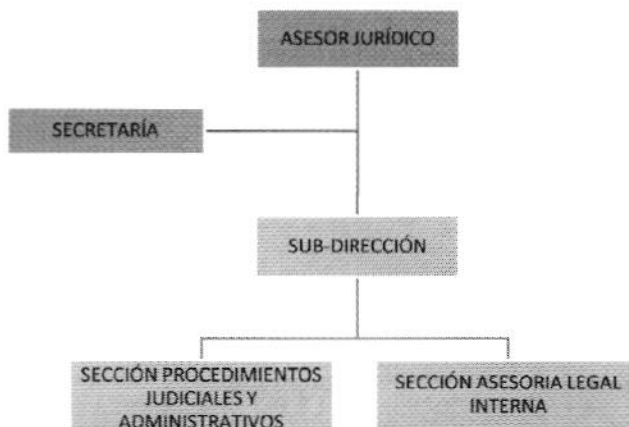 ASESOR JURÍDICO
SECRETARÍA
SUB-DIRECCIÓN
SECCIÓN PROCEDIMIENTOS
JUDICIALES Y
ADMINISTRATIVOS
SECCIÓN ASESORIA LEGAL
INTERNA